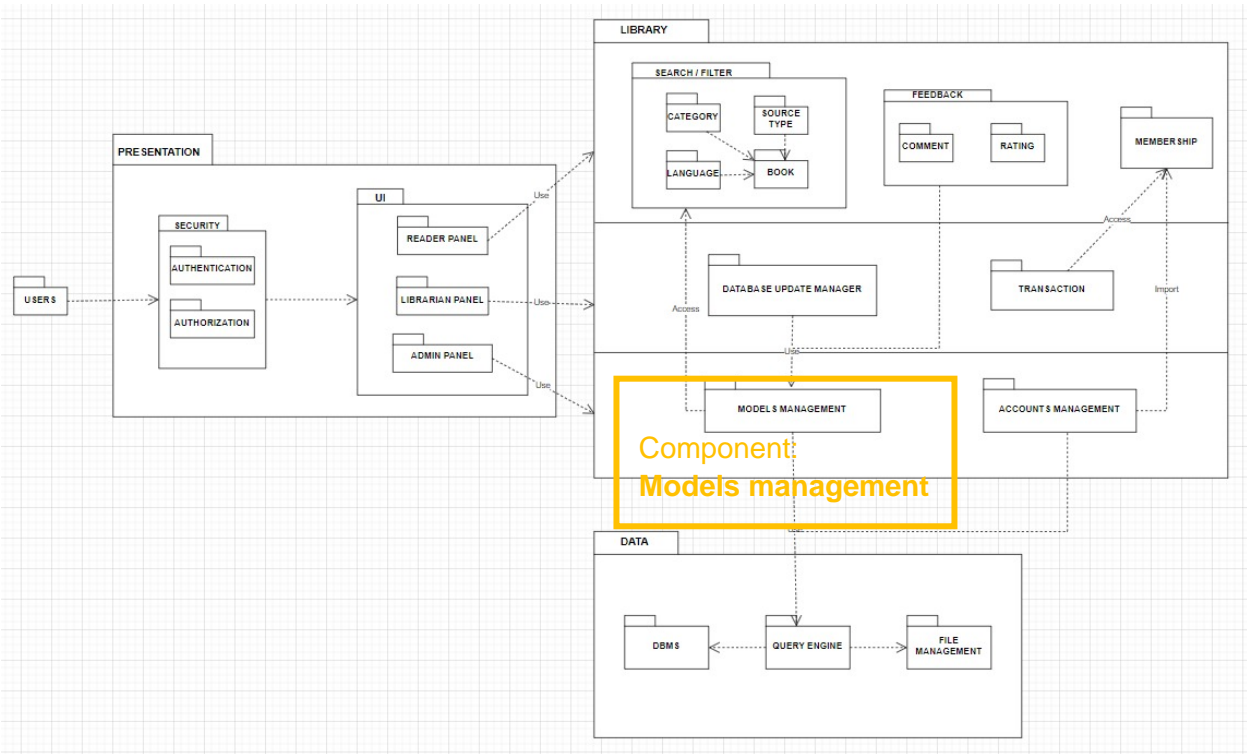 LIBRARY
SEARCH / FILTER
CATEGORY
SOURCE
TYPE
LANGUAGE
BOOK
FEEDBACK
COMMENT
RATING
MEMBERSHIP
PRESENTATION
SECURITY
AUTHENTICATION
AUTHORIZATION
USERS
UI
READER PANEL
LIBRARIAN PANEL
ADMIN PANEL
Use
Use
Use
DATABASE UPDATE MANAGER
TRANSACTION
Access
Access
Import
Use
MODELS MANAGEMENT
ACCOUNTS MANAGEMENT
Component:
Models management
DATA
DBMS
QUERY ENGINE
FILE
MANAGEMENT